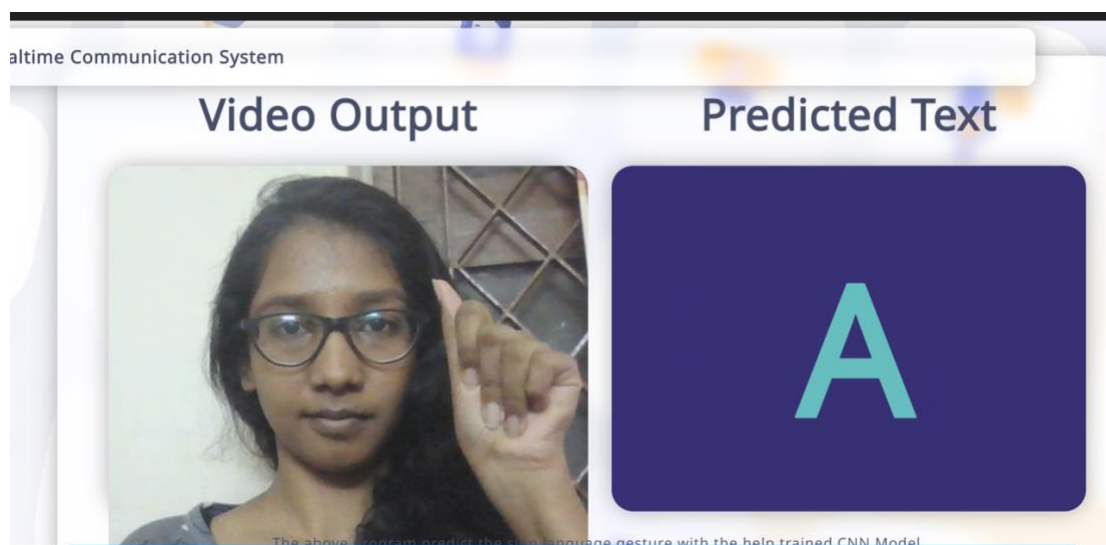 altime Communication System
Video Output
Predicted Text
A
The above program predict the sign language gesture with the help trained CNN Model